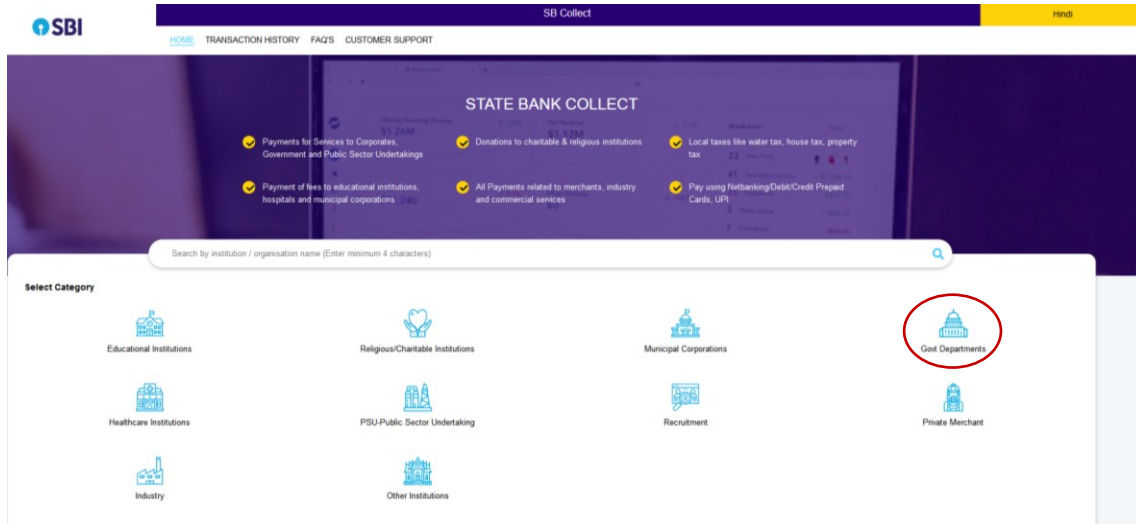 SBI
SB Collect
Hindi
HOME TRANSACTION HISTORY FAQ'S CUSTOMER SUPPORT
STATE BANK COLLECT
Payments for Services to Corporates,
Government and Public Sector Undertakings
Donations to charitable & religious institutions
Local taxes like water tax, house tax, property
tax
Payment of fees to educational institutions,
hospitals and municipal corporations
All Payments related to merchants, industry
and commercial services
Pay using Netbanking/Debit/Credit Prepaid
Cards, UPI
$1.26M
$1.12M
Search by institution / organisation name (Enter minimum 4 characters)
Select Category
Educational Institutions
Religious/Charitable Institutions
Municipal Corporations
Govt Departments
Healthcare Institutions
PSU-Public Sector Undertaking
Recruitment
Private Merchant
Industry
Other Institutions